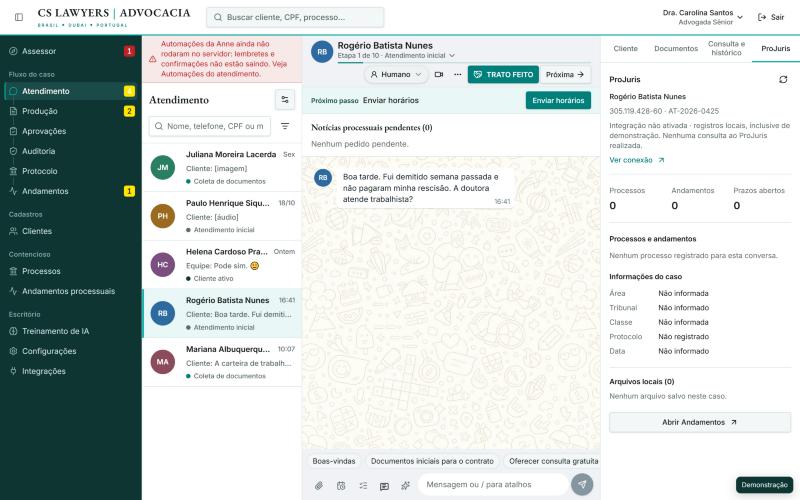 CS LAWYERS | ADVOCACIA
BRASIL • DUBAI • PORTUGAL
Buscar cliente, CPF, processo...
Dra. Carolina Santos
Advogada Sênior
Sair
Assessor
1
Fluxo do caso
Atendimento
4
Produção
2
Aprovações
Auditoria
Protocolo
Andamentos
1
Cadastros
Clientes
Contencioso
Processos
Andamentos processuais
Escritório
Treinamento de IA
Configurações
Integrações
Automações da Anne ainda não
rodaram no servidor: lembretes e
confirmações não estão saindo. Veja
Automações do atendimento.
Atendimento
Nome, telefone, CPF ou m
JM
Juliana Moreira Lacerda
Sex
Cliente: [imagem]
Coleta de documentos
PH
Paulo Henrique Siqu...
18/10
Cliente: [áudio]
Atendimento inicial
HC
Helena Cardoso Pra...
Ontem
Equipe: Pode sim. 😊
Cliente ativo
RB
Rogério Batista Nunes
16:41
Cliente: Boa tarde. Fui demiti...
Atendimento inicial
MA
Mariana Albuquerqu...
10:07
Cliente: A carteira de trabalh...
Coleta de documentos
RB
Rogério Batista Nunes
Etapa 1 de 10 · Atendimento inicial
Humano
TRATO FEITO
Próxima
Próximo passo Enviar horários
Enviar horários
Notícias processuais pendentes (0)
Nenhum pedido pendente.
RB
Boa tarde. Fui demitido semana passada e
não pagaram minha rescisão. A doutora
atende trabalhista?
16:41
Boas-vindas
Documentos iniciais para o contrato
Oferecer consulta gratuita
Mensagem ou / para atalhos
Cliente
Documentos
Consulta e
histórico
ProJuris
ProJuris
Rogério Batista Nunes
305.119.428-60 · AT-2026-0425
Integração não ativada · registros locais, inclusive de
demonstração. Nenhuma consulta ao ProJuris
realizada.
Ver conexão
Processos
Andamentos
Prazos abertos
0
0
0
Processos e andamentos
Nenhum processo registrado para esta conversa.
Informações do caso
Área Não informada
Tribunal Não informada
Classe Não informada
Protocolo Não registrado
Data Não informada
Arquivos locais (0)
Nenhum arquivo salvo neste caso.
Abrir Andamentos
Demonstração